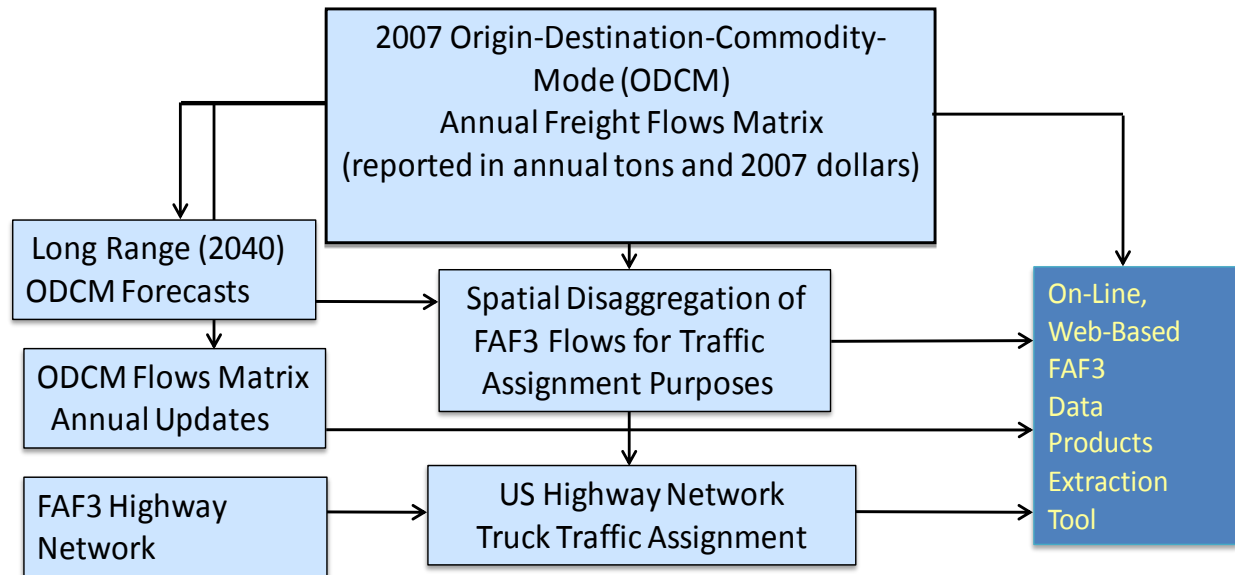 2007 Origin-Destination-Commodity-
Mode (ODCM)
Annual Freight Flows Matrix
(reported in annual tons and 2007 dollars)
Long Range (2040)
ODCM Forecasts
Spatial Disaggregation of
FAF3 Flows for Traffic
Assignment Purposes
ODCM Flows Matrix
Annual Updates
FAF3 Highway
Network
US Highway Network
Truck Traffic Assignment
On-Line,
Web-Based
FAF3
Data
Products
Extraction
Tool